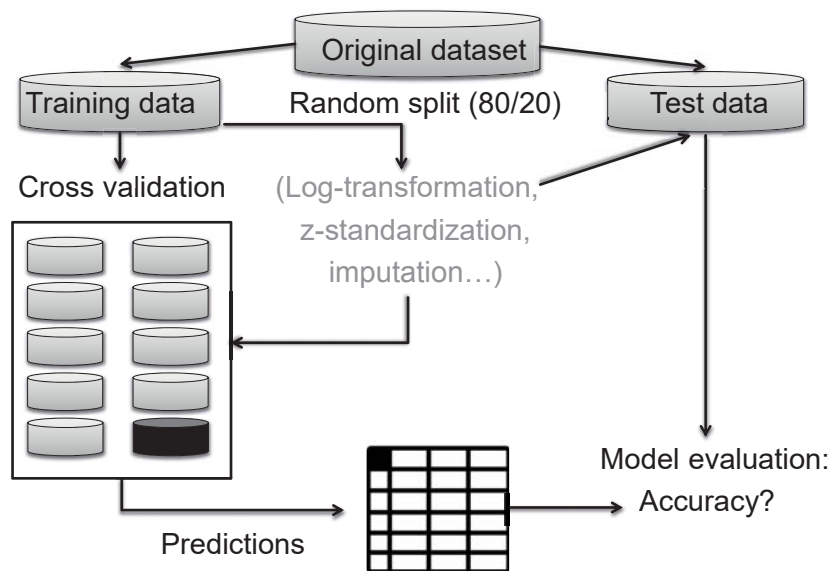 Original dataset
Training data
Random split (80/20)
Test data
Cross validation
(Log-transformation,
z-standardization,
imputation…)
Model evaluation:
Accuracy?
Predictions